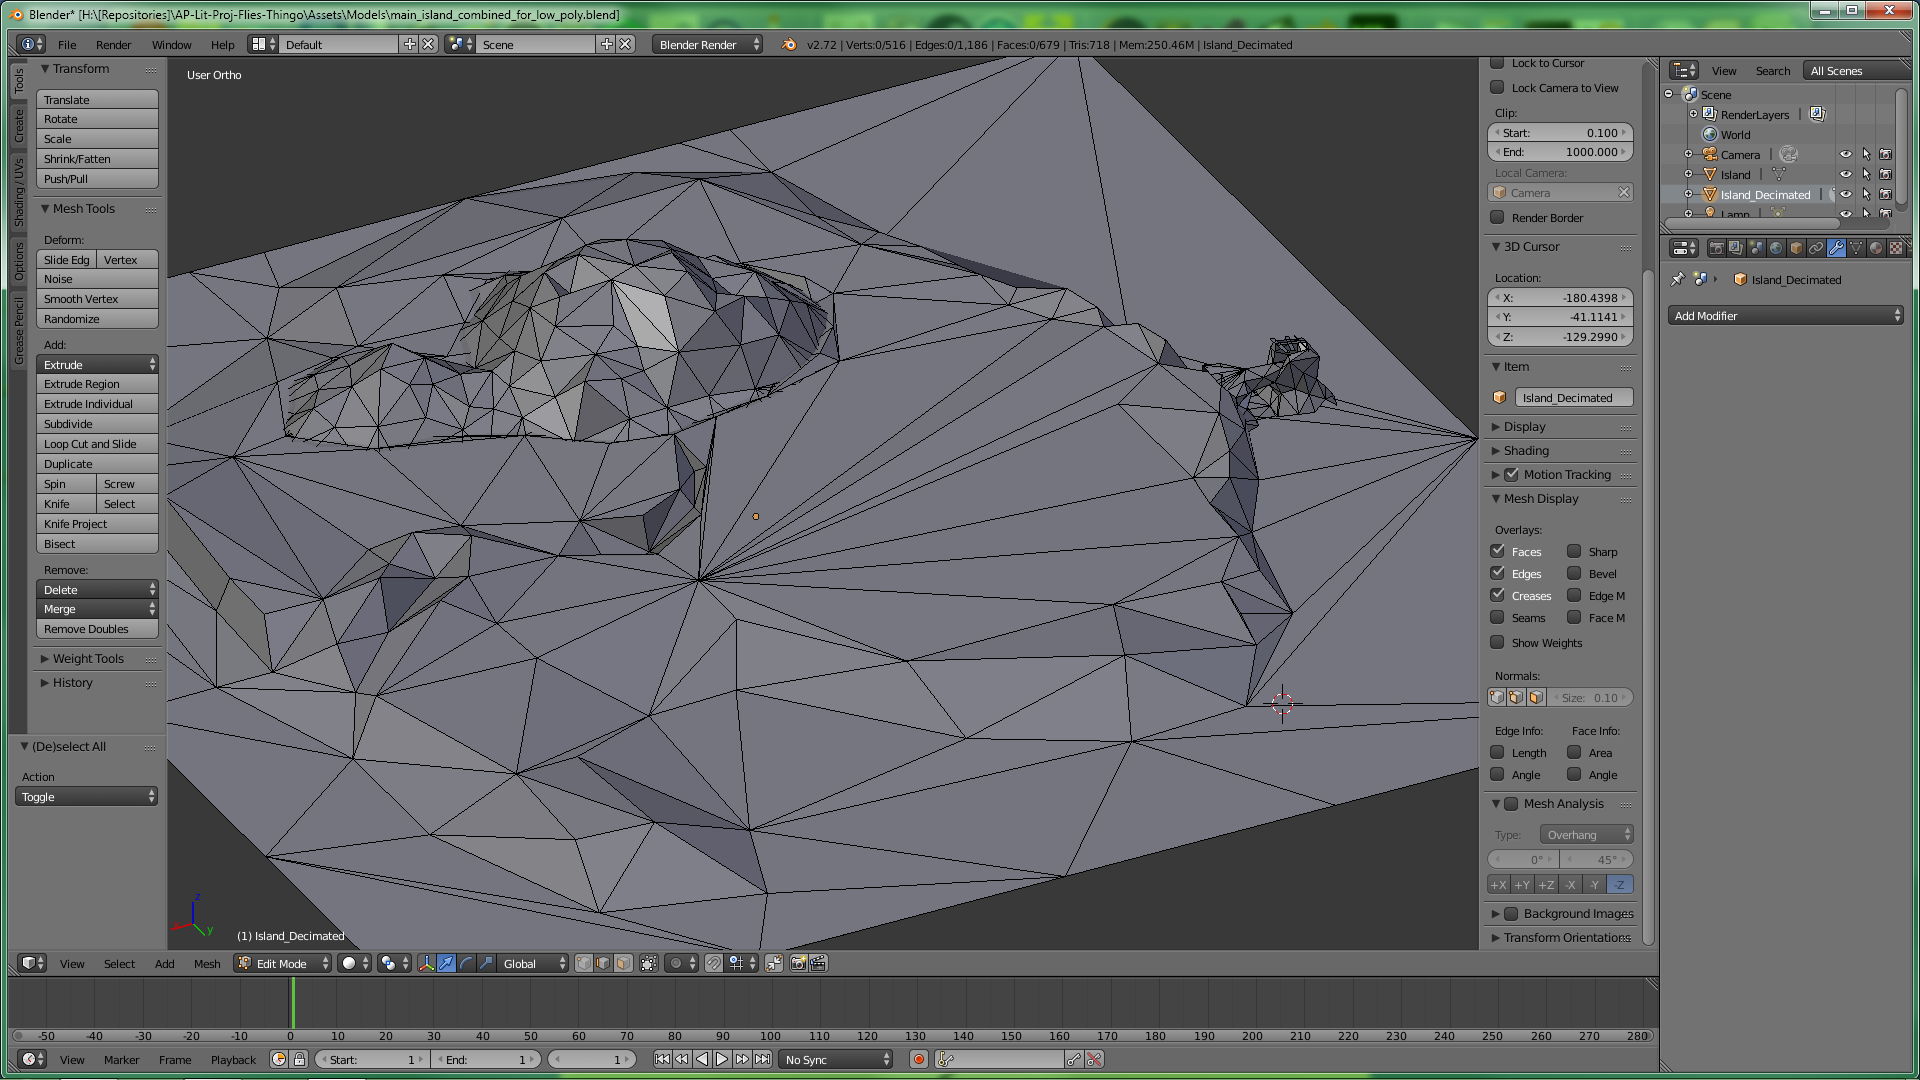 Blender* [H:\[Repositories]\AP-Lit-Proj-Flies-Thingo\Assets\Models\main_island_combined_for_low_poly.blend]
File Render Window Help Default Scene Blender Render v2.72 | Verts:0/516 | Edges:0/1,186 | Faces:0/679 | Tris:718 | Mem:250.46M | Island_Decimated
Tools
Create
Shading / UVs
Options
Grease Pencil
Transform
Translate
Rotate
Scale
Shrink/Fatten
Push/Pull
Mesh Tools
Deform:
Slide Edg Vertex
Noise
Smooth Vertex
Randomize
Add:
Extrude
Extrude Region
Extrude Individual
Subdivide
Loop Cut and Slide
Duplicate
Spin Screw
Knife Select
Knife Project
Bisect
Remove:
Delete
Merge
Remove Doubles
Weight Tools
History
(De)select All
Action
Toggle
User Ortho
z
x
y
(1) Island_Decimated
Lock to Cursor
Lock Camera to View
Clip:
Start: 0.100
End: 1000.000
Local Camera:
Camera
Render Border
3D Cursor
Location:
X: -180.4398
Y: -41.1141
Z: -129.2990
Item
Island_Decimated
Display
Shading
Motion Tracking
Mesh Display
Overlays:
Faces Sharp
Edges Bevel
Creases Edge M
Seams Face M
Show Weights
Normals:
Size: 0.10
Edge Info: Face Info:
Length Area
Angle Angle
Mesh Analysis
Type: Overhang
0° 45°
+X +Y +Z -X -Y -Z
Background Images
Transform Orientations
View Search All Scenes
Scene
RenderLayers
World
Camera
Island
Island_Decimated
Lamp
Island_Decimated
Add Modifier
View Select Add Mesh Edit Mode Global
-50 -40 -30 -20 -10 0 10 20 30 40 50 60 70 80 90 100 110 120 130 140 150 160 170 180 190 200 210 220 230 240 250 260 270 280
View Marker Frame Playback Start: 1 End: 1 1 No Sync